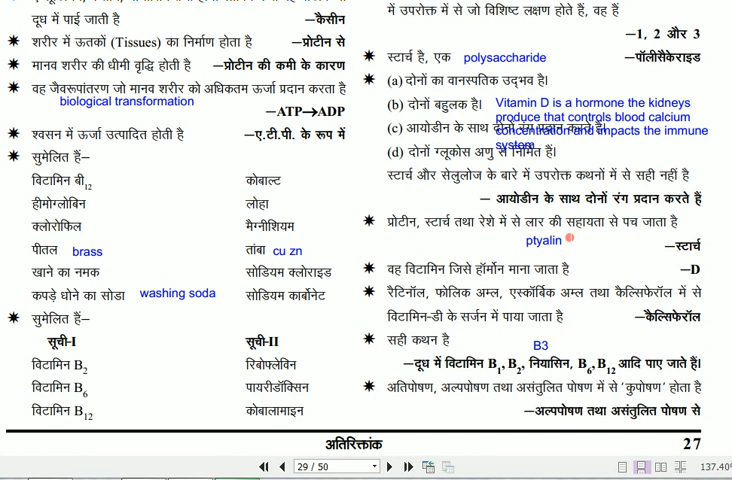 दूध में पाई जाती है —कैसीन
* शरीर में ऊतकों (Tissues) का निर्माण होता है —प्रोटीन से
* मानव शरीर की धीमी वृद्धि होती है —प्रोटीन की कमी के कारण
* वह जैवरूपांतरण जो मानव शरीर को अधिकतम ऊर्जा प्रदान करता है
biological transformation
—ATP→ADP
* श्वसन में ऊर्जा उत्पादित होती है —ए.टी.पी. के रूप में
* सुमेलित हैं—
विटामिन बी12 कोबाल्ट
हीमोग्लोबिन लोहा
क्लोरोफिल मैग्नीशियम
पीतल brass तांबा cu zn
खाने का नमक सोडियम क्लोराइड
कपड़े धोने का सोडा washing soda सोडियम कार्बोनेट
* सुमेलित हैं—
सूची-I सूची-II
विटामिन B2 रिबोफ्लेविन
विटामिन B6 पायरीडॉक्सिन
विटामिन B12 कोबालामाइन
में उपरोक्त में से जो विशिष्ट लक्षण होते हैं, वह हैं
—1, 2 और 3
* स्टार्च है, एक polysaccharide —पॉलीसैकेराइड
* (a) दोनों का वानस्पतिक उद्भव है।
(b) दोनों बहुलक है।
Vitamin D is a hormone the kidneys
produce that controls blood calcium
concentration and impacts the immune
system
(c) आयोडीन के साथ दोनों रंग प्रदान करते हैं।
(d) दोनों ग्लूकोस अणु से निर्मित हैं।
स्टार्च और सेलुलोज के बारे में उपरोक्त कथनों में से सही नहीं है
— आयोडीन के साथ दोनों रंग प्रदान करते हैं
* प्रोटीन, स्टार्च तथा रेशे में से लार की सहायता से पच जाता है
ptyalin
—स्टार्च
* वह विटामिन जिसे हॉर्मोन माना जाता है —D
* रैटिनॉल, फोलिक अम्ल, एस्कॉर्बिक अम्ल तथा कैल्सिफेरॉल में से
विटामिन-डी के सर्जन में पाया जाता है —कैल्सिफेरॉल
* सही कथन है
B3
—दूध में विटामिन B1, B2, नियासिन, B6, B12 आदि पाए जाते हैं।
* अतिपोषण, अल्पपोषण तथा असंतुलित पोषण में से 'कुपोषण' होता है
—अल्पपोषण तथा असंतुलित पोषण से
अतिरिक्तांक 27
29 / 50 137.40%